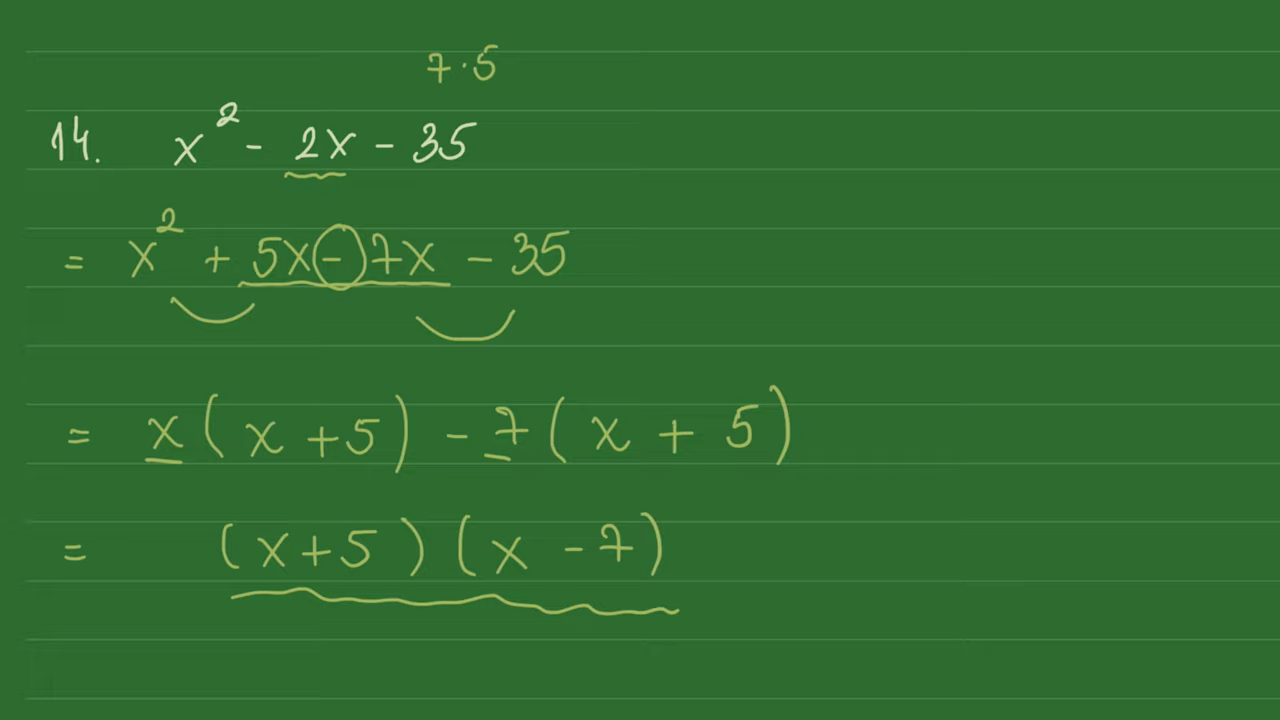 7·5
14. x² - 2x - 35
= x² + 5x - 7x - 35
= x(x+5) - 7(x + 5)
= (x+5)(x - 7)